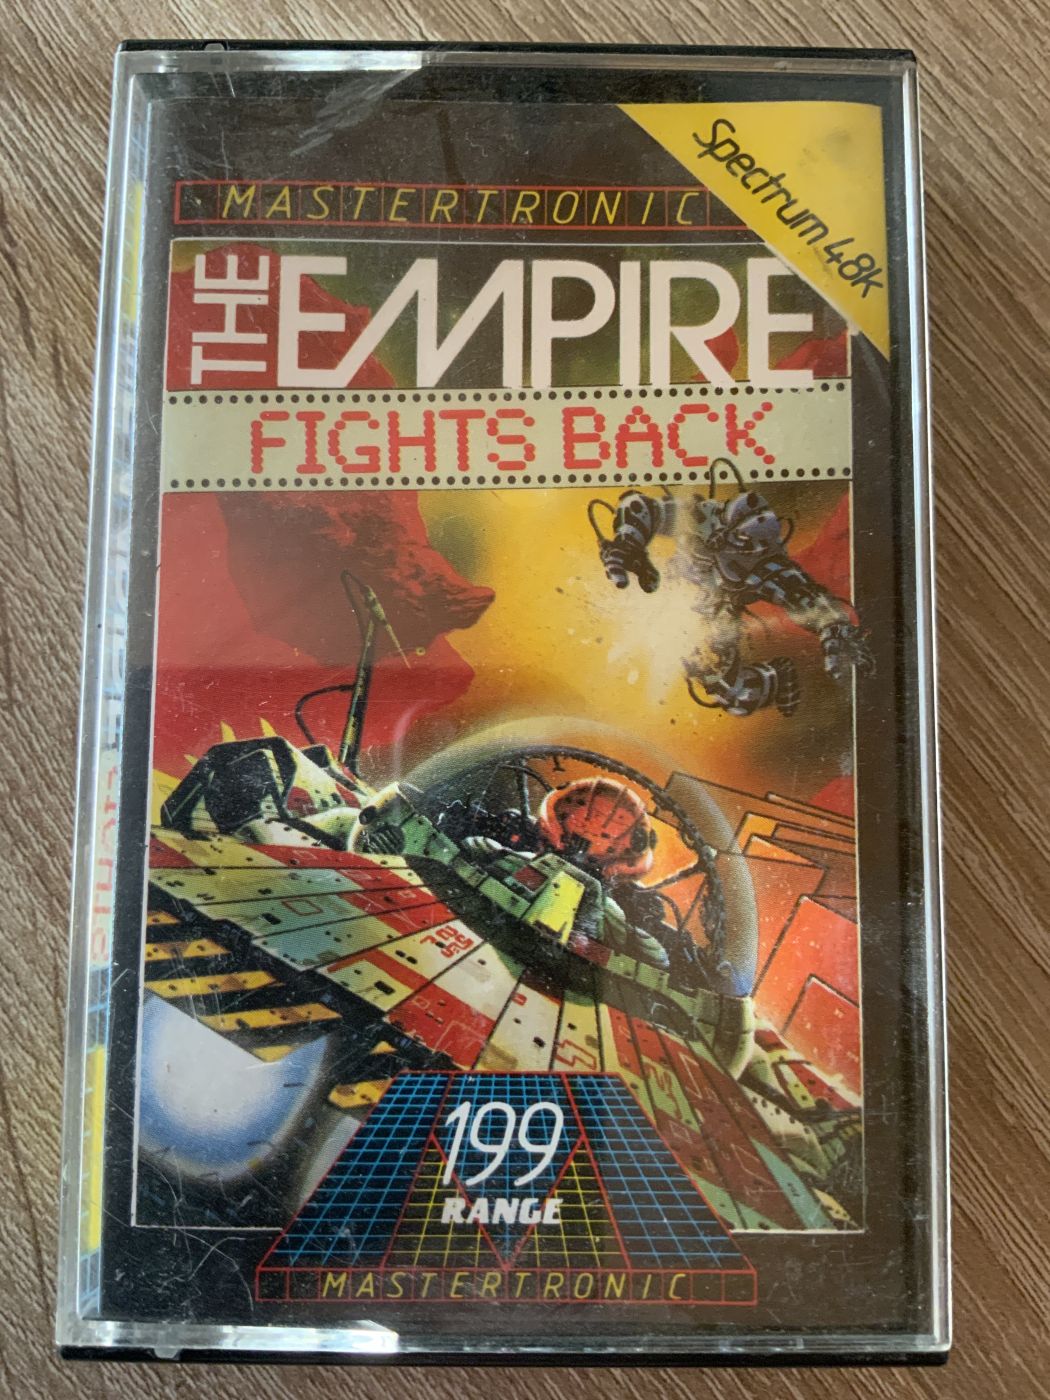 MASTERTRONIC
Spectrum 48k
THE EMPIRE
FIGHTS BACK
199
RANGE
MASTERTRONIC